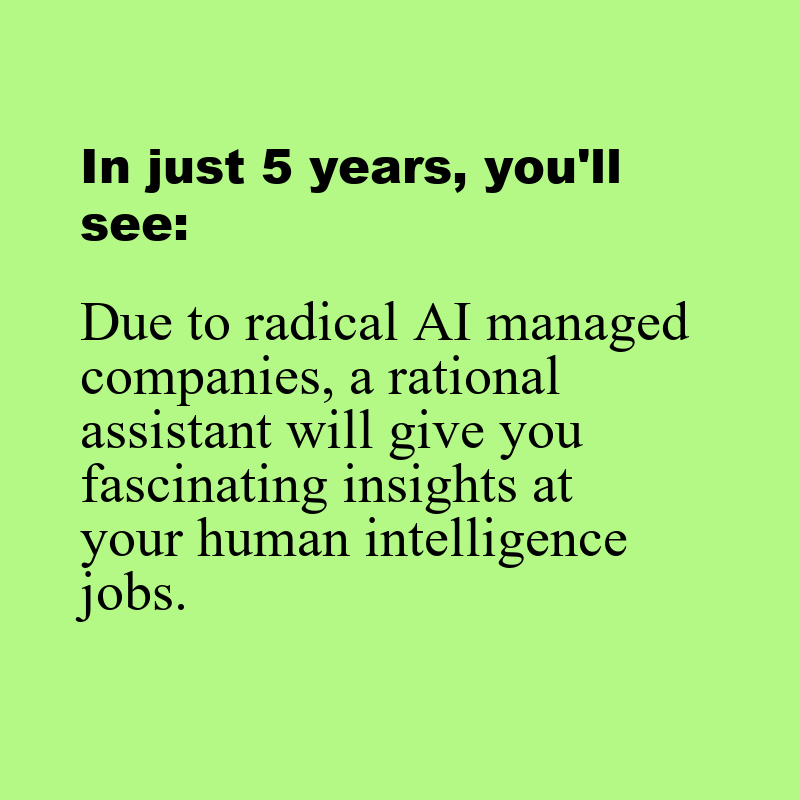 In just 5 years, you'll
see:
Due to radical AI managed
companies, a rational
assistant will give you
fascinating insights at
your human intelligence
jobs.